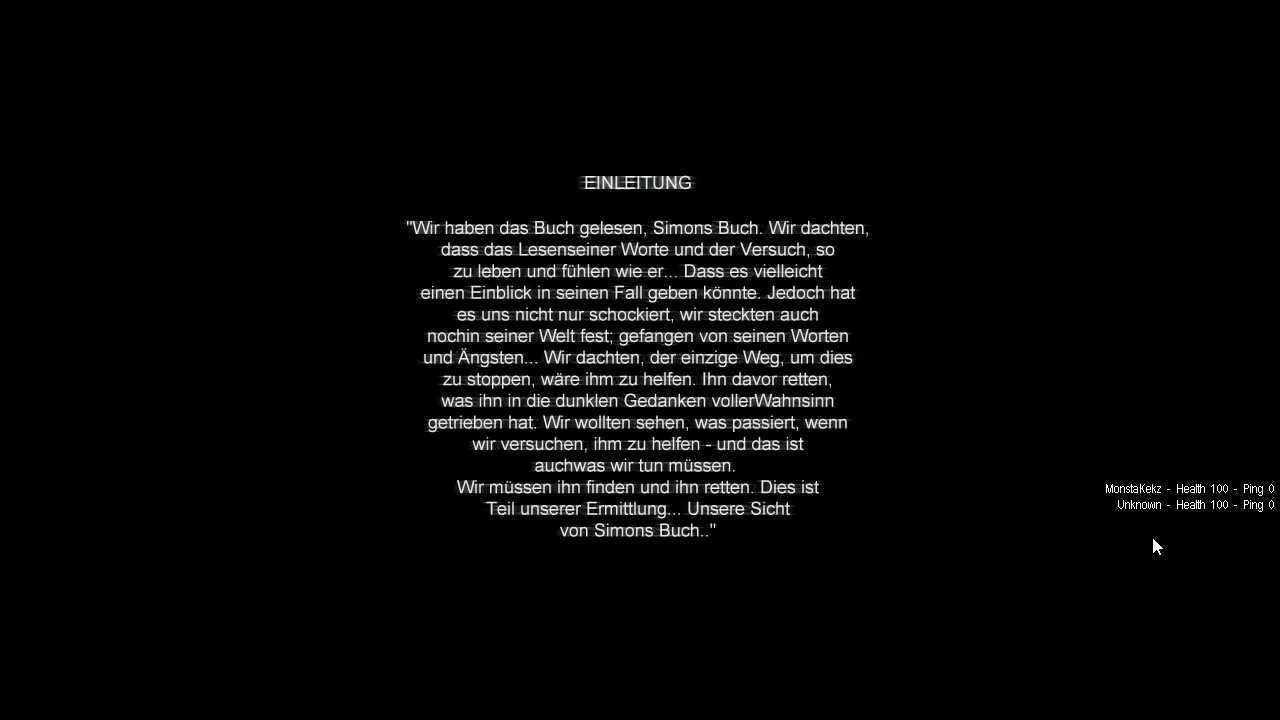 EINLEITUNG
"Wir haben das Buch gelesen, Simons Buch. Wir dachten,
dass das Lesenseiner Worte und der Versuch, so
zu leben und fühlen wie er... Dass es vielleicht
einen Einblick in seinen Fall geben könnte. Jedoch hat
es uns nicht nur schockiert, wir steckten auch
nochin seiner Welt fest; gefangen von seinen Worten
und Ängsten... Wir dachten, der einzige Weg, um dies
zu stoppen, wäre ihm zu helfen. Ihn davor retten,
was ihn in die dunklen Gedanken vollerWahnsinn
getrieben hat. Wir wollten sehen, was passiert, wenn
wir versuchen, ihm zu helfen - und das ist
auchwas wir tun müssen.
Wir müssen ihn finden und ihn retten. Dies ist
Teil unserer Ermittlung... Unsere Sicht
von Simons Buch.."
MonstaKekz - Health 100 - Ping 0
Unknown - Health 100 - Ping 0